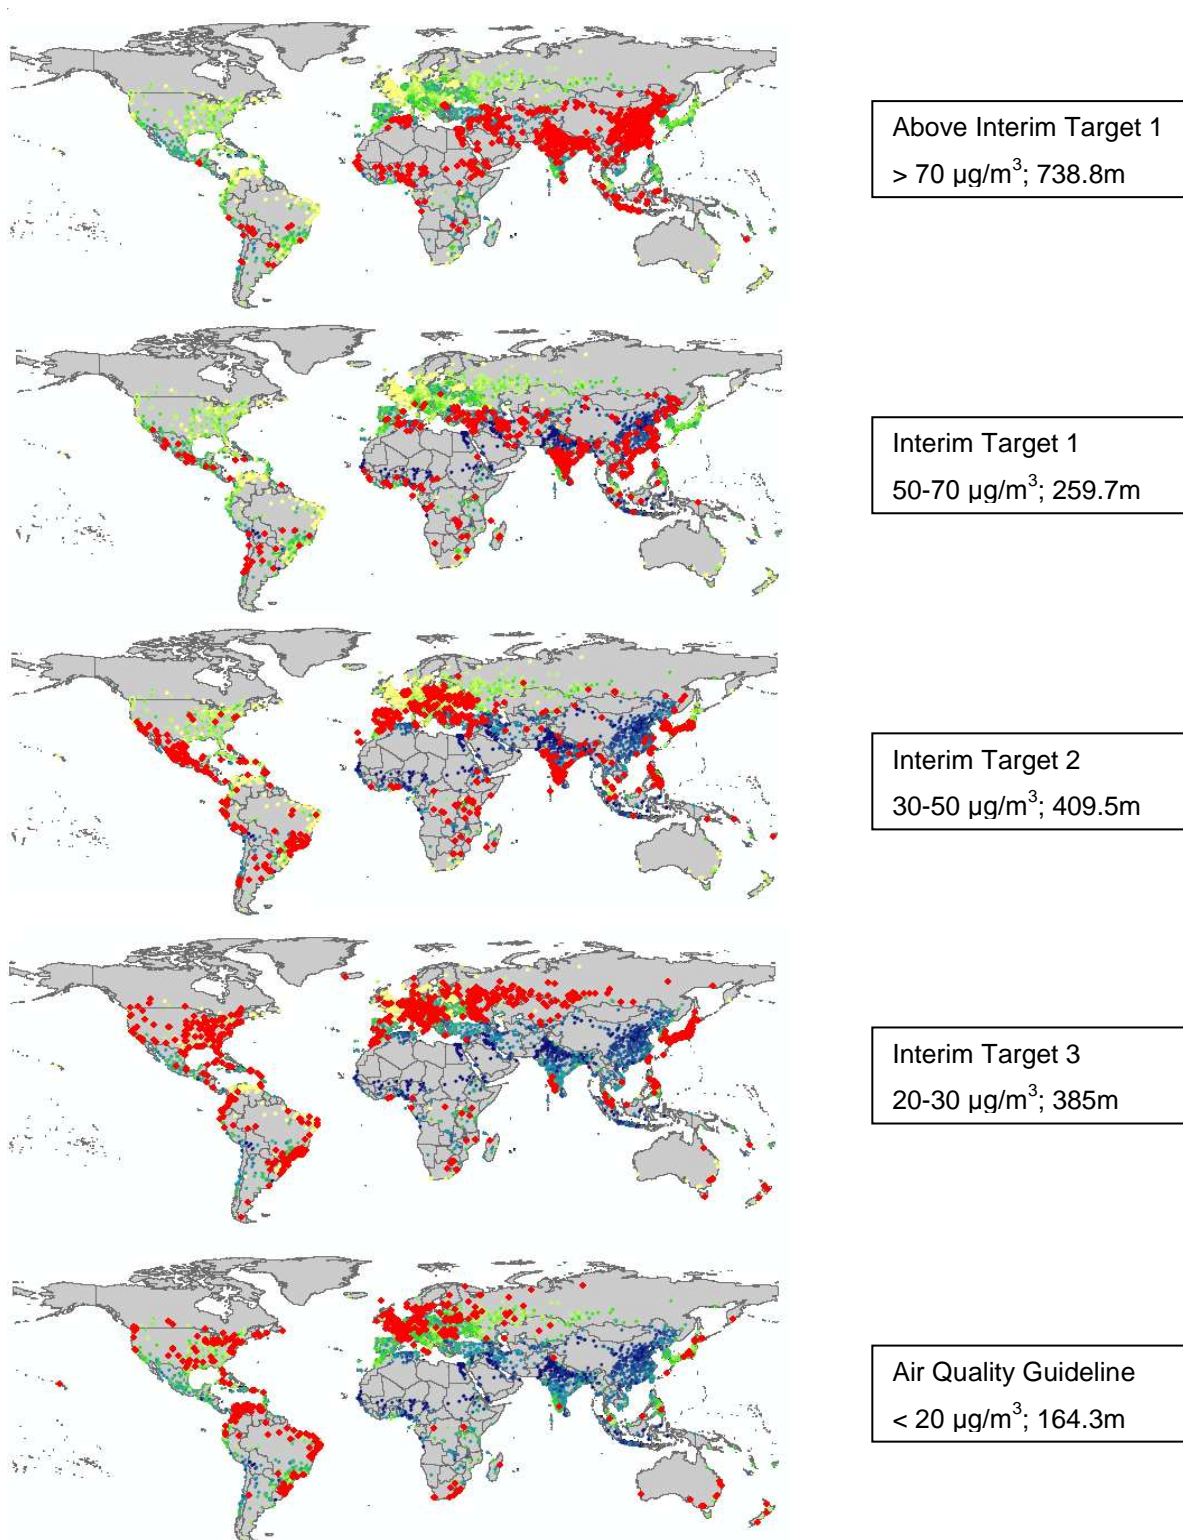 Above Interim Target 1
> 70 µg/m³; 738.8m
Interim Target 1
50-70 µg/m³; 259.7m
Interim Target 2
30-50 µg/m³; 409.5m
Interim Target 3
20-30 µg/m³; 385m
Air Quality Guideline
< 20 µg/m³; 164.3m